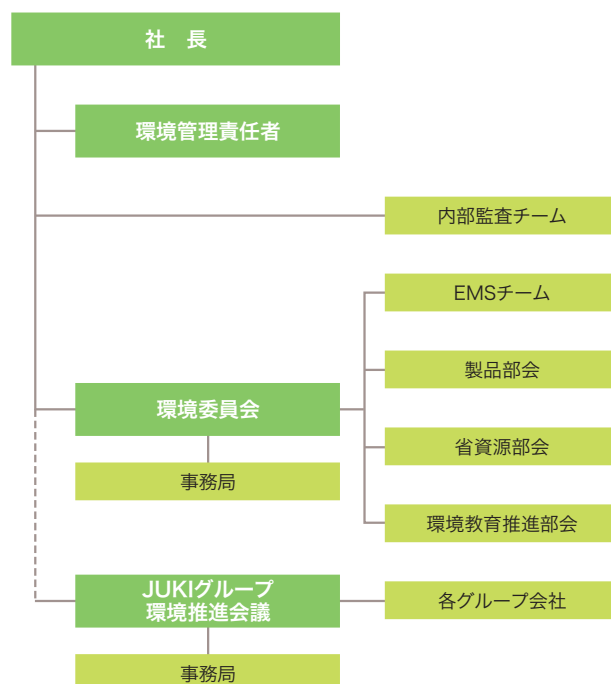 社　長
環境管理責任者
内部監査チーム
EMSチーム
製品部会
環境委員会
省資源部会
事務局
環境教育推進部会
JUKIグループ
環境推進会議
各グループ会社
事務局